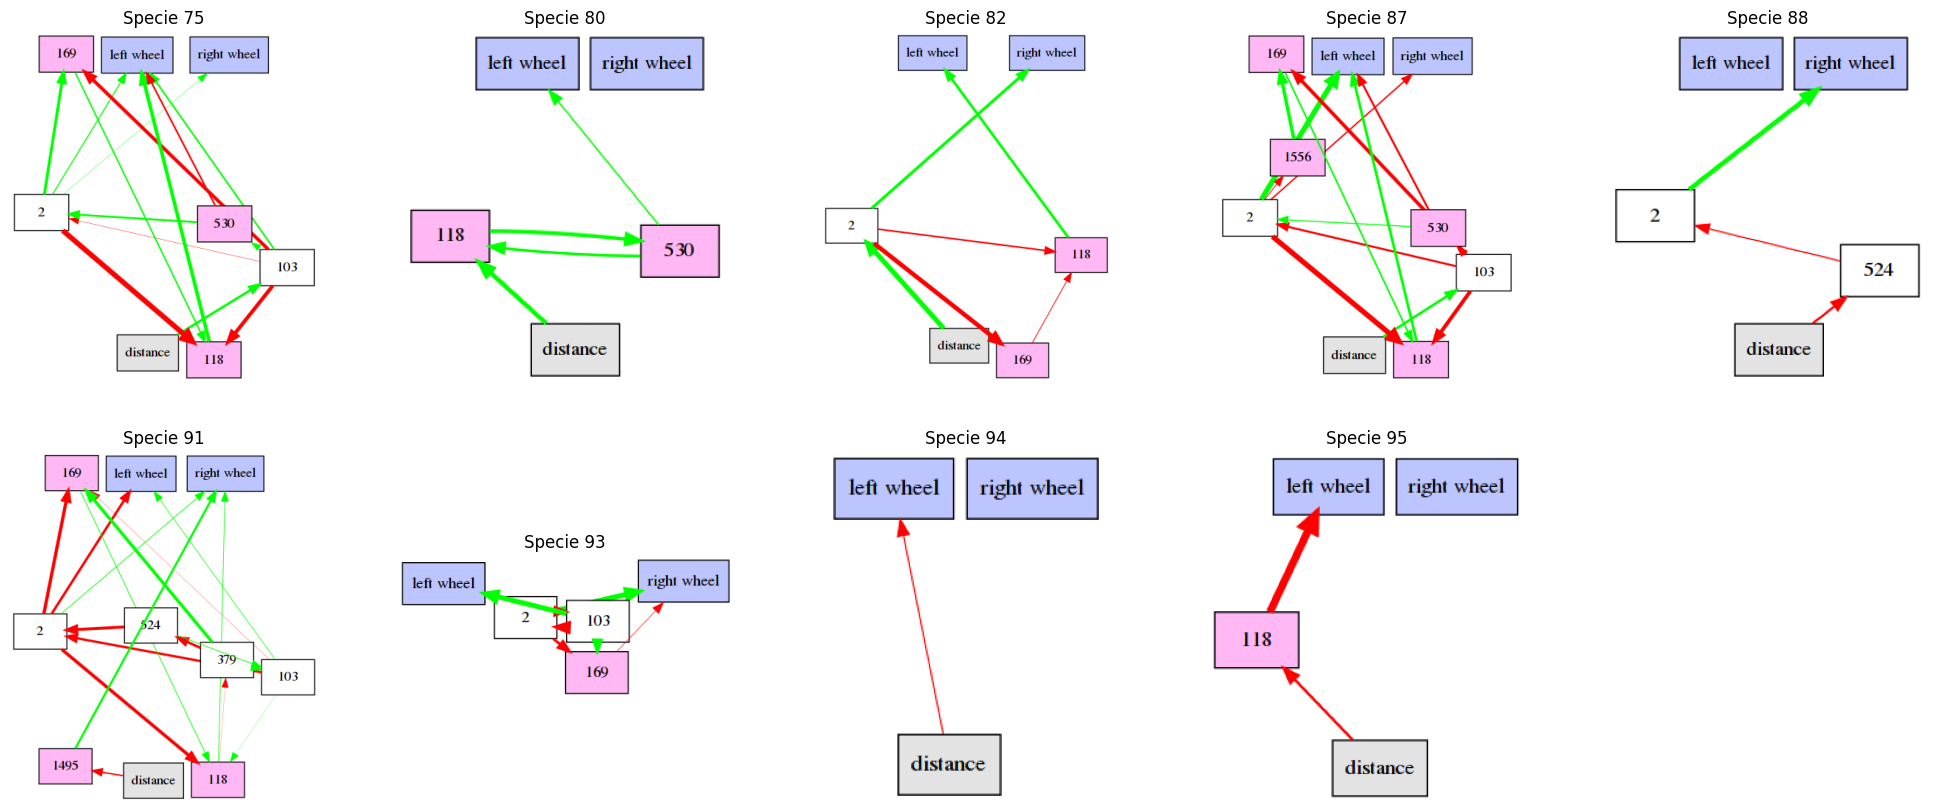 Specie 75
169
left wheel
right wheel
2
530
103
distance
118
Specie 80
left wheel
right wheel
118
530
distance
Specie 82
left wheel
right wheel
2
118
distance
169
Specie 87
169
left wheel
right wheel
1556
2
530
103
distance
118
Specie 88
left wheel
right wheel
2
524
distance
Specie 91
169
left wheel
right wheel
2
524
379
103
1495
distance
118
Specie 93
left wheel
right wheel
2
103
169
Specie 94
left wheel
right wheel
distance
Specie 95
left wheel
right wheel
118
distance